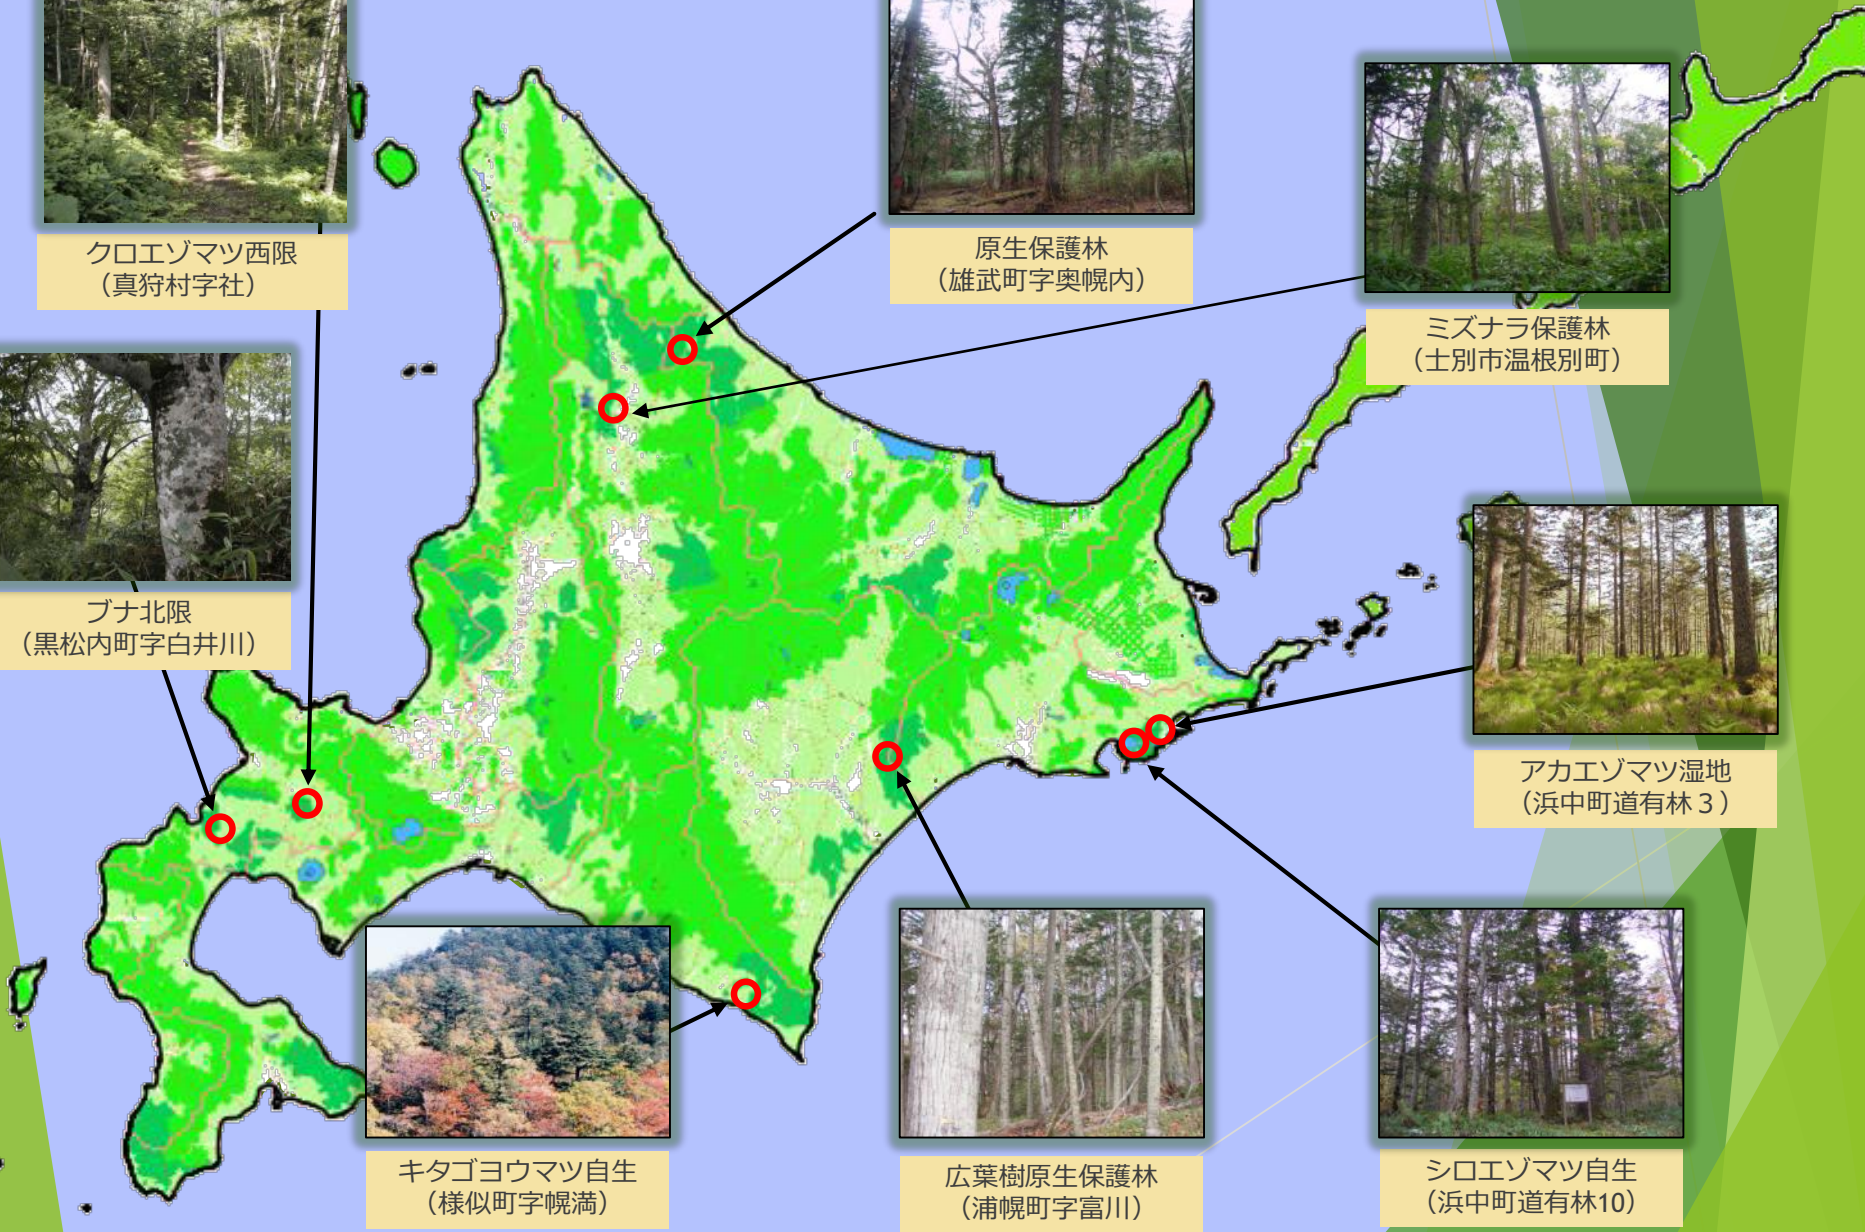 クロエゾマツ西限
（真狩村字社）
原生保護林
（雄武町字奥幌内）
ミズナラ保護林
（士別市温根別町）
ブナ北限
（黒松内町字白井川）
アカエゾマツ湿地
（浜中町道有林３）
キタゴヨウマツ自生
（様似町字幌満）
広葉樹原生保護林
（浦幌町字富川）
シロエゾマツ自生
（浜中町道有林10）